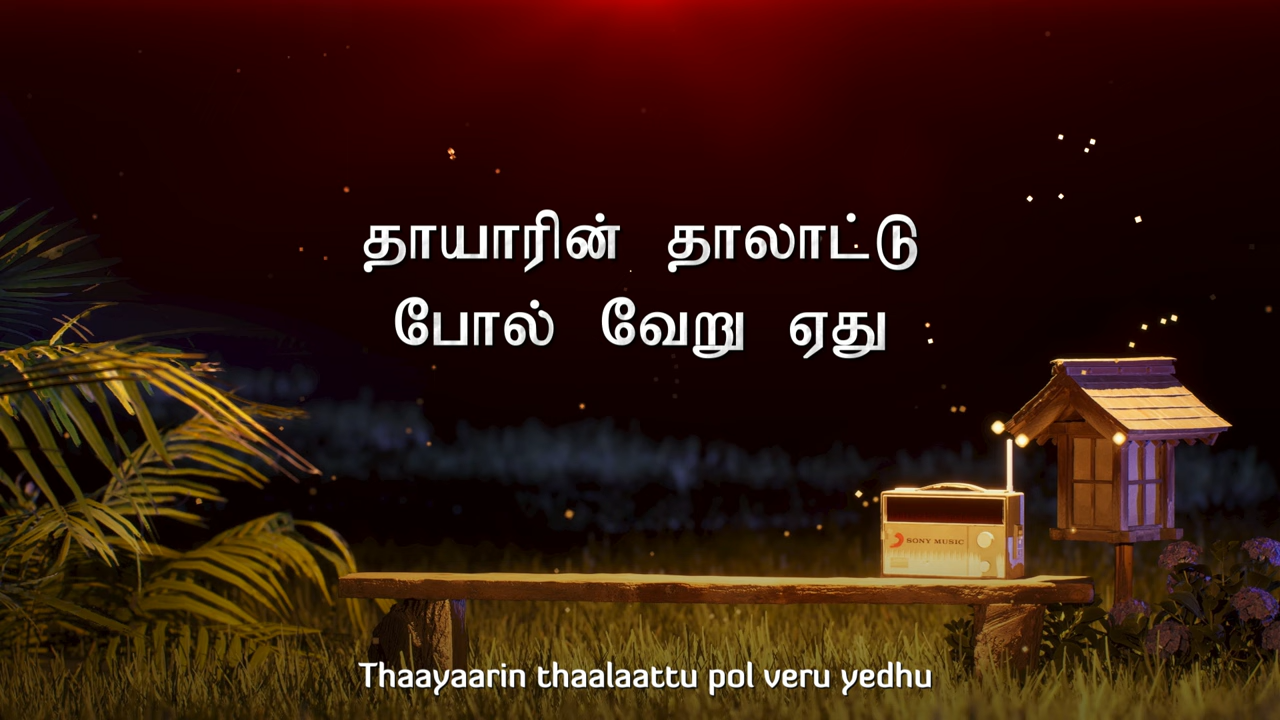 தாயாரின் தாலாட்டு
போல் வேறு ஏது
SONY MUSIC
Thaayaarin thaalaattu pol veru yedhu